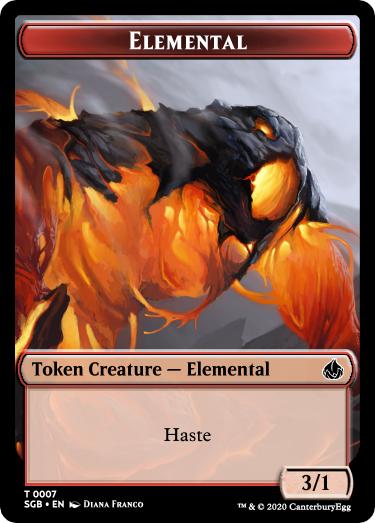 Elemental
Token Creature — Elemental
Haste
3/1
T 0007
SGB • EN Diana Franco
™ & © 2020 CanterburyEgg